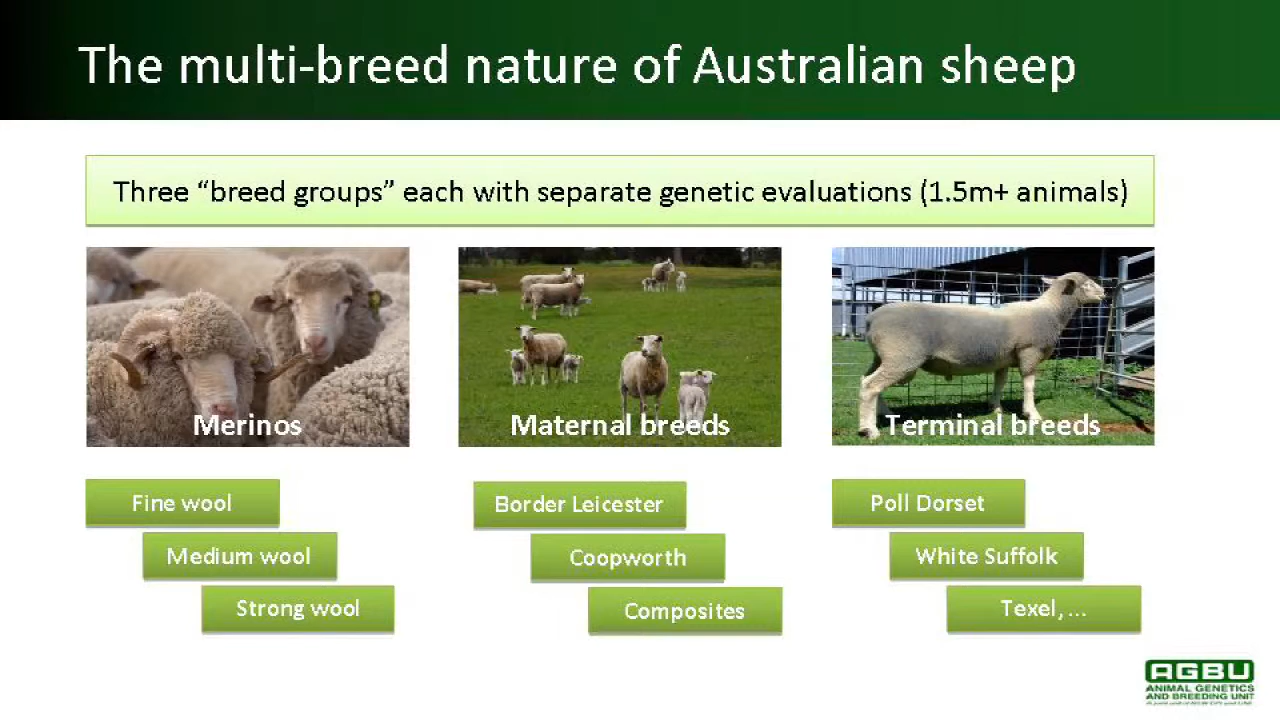 The multi-breed nature of Australian sheep
Three “breed groups” each with separate genetic evaluations (1.5m+ animals)
Merinos
Maternal breeds
Terminal breeds
Fine wool
Medium wool
Strong wool
Border Leicester
Coopworth
Composites
Poll Dorset
White Suffolk
Texel, ...
AGBU
ANIMAL GENETICS
AND BREEDING UNIT